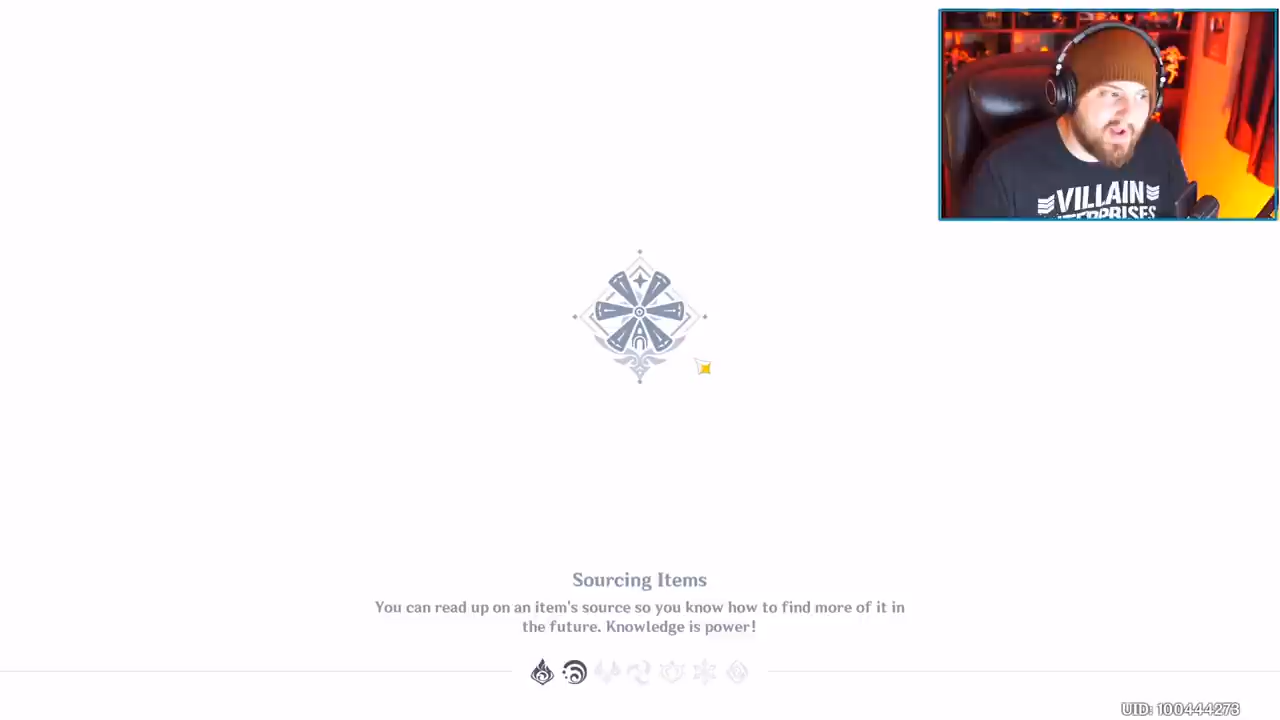 VILLAIN
ENTERPRISES
Sourcing Items
You can read up on an item's source so you know how to find more of it in
the future. Knowledge is power!
UID: 100444273